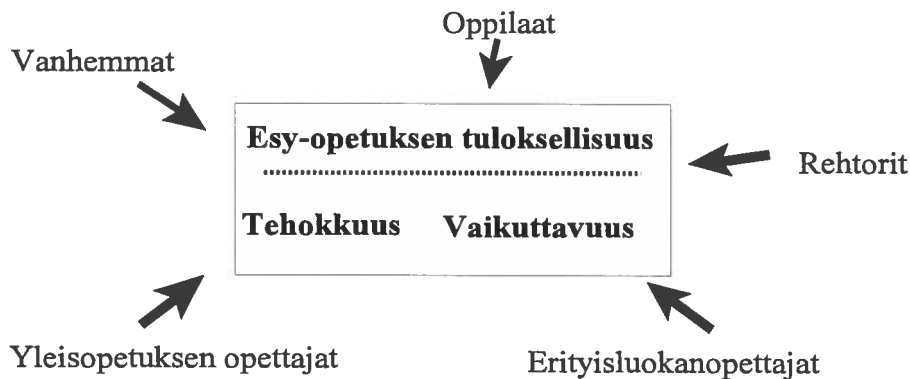 Oppilaat
Vanhemmat
Esy-opetuksen tuloksellisuus
Rehtorit
Tehokkuus Vaikuttavuus
Yleisopetuksen opettajat
Erityisluokanopettajat